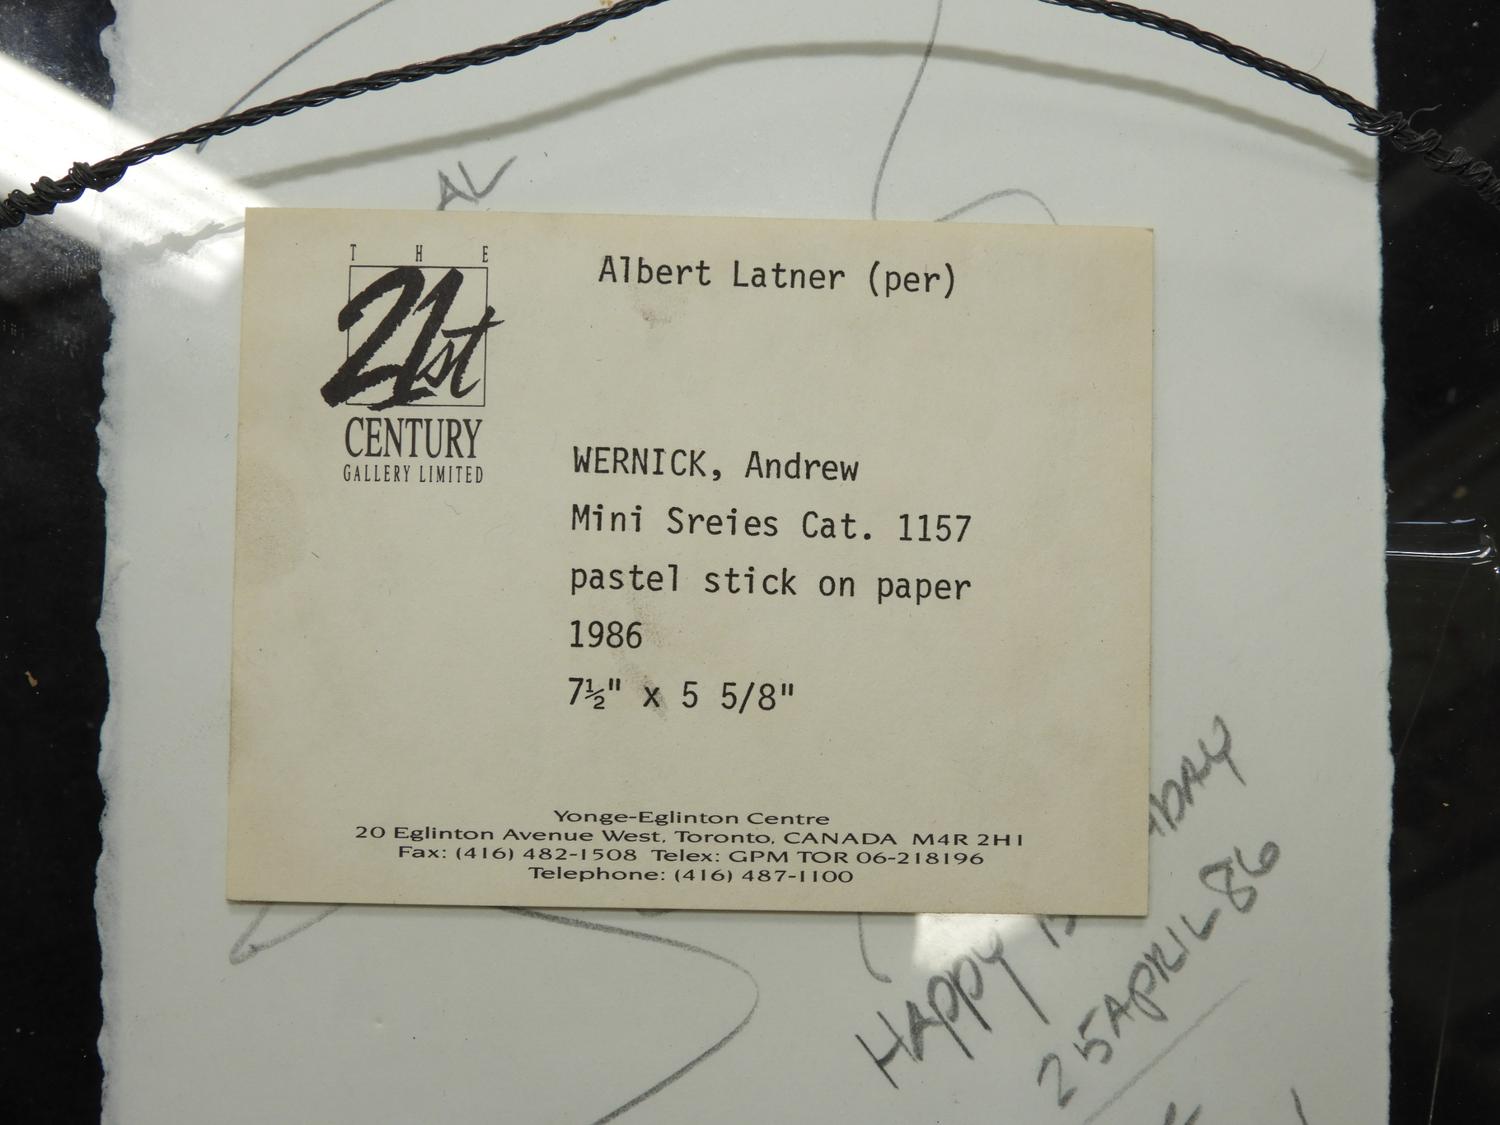 AL
THE
21st
CENTURY
GALLERY LIMITED
Albert Latner (per)
WERNICK, Andrew
Mini Sreies Cat. 1157
pastel stick on paper
1986
7½" x 5 5/8"
Yonge-Eglinton Centre
20 Eglinton Avenue West, Toronto, CANADA M4R 2H1
Fax: (416) 482-1508 Telex: GPM TOR 06-218196
Telephone: (416) 487-1100
HAPPY B DAY
25 APRIL 86